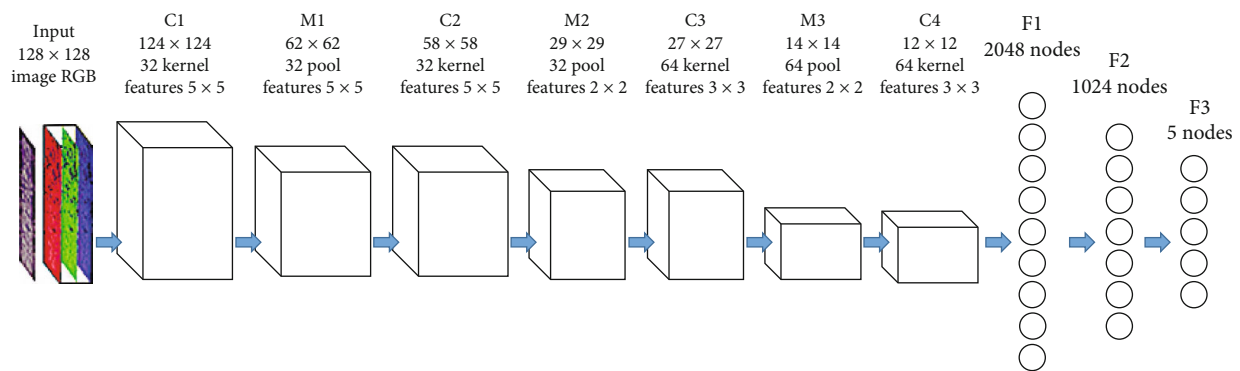 Input
128 × 128
image RGB
C1
124 × 124
32 kernel
features 5 × 5
M1
62 × 62
32 pool
features 5 × 5
C2
58 × 58
32 kernel
features 5 × 5
M2
29 × 29
32 pool
features 2 × 2
C3
27 × 27
64 kernel
features 3 × 3
M3
14 × 14
64 pool
features 2 × 2
C4
12 × 12
64 kernel
features 3 × 3
F1
2048 nodes
F2
1024 nodes
F3
5 nodes